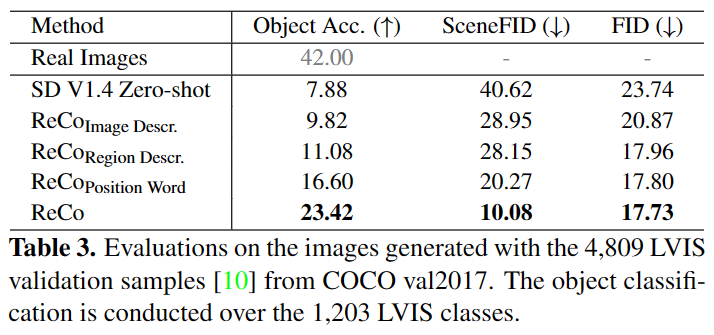 Method Object Acc. (↑) SceneFID (↓) FID (↓)
Real Images 42.00 - -
SD V1.4 Zero-shot 7.88 40.62 23.74
ReCo Image Descr. 9.82 28.95 20.87
ReCo Region Descr. 11.08 28.15 17.96
ReCo Position Word 16.60 20.27 17.80
ReCo 23.42 10.08 17.73
Table 3. Evaluations on the images generated with the 4,809 LVIS
validation samples [10] from COCO val2017. The object classifi-
cation is conducted over the 1,203 LVIS classes.